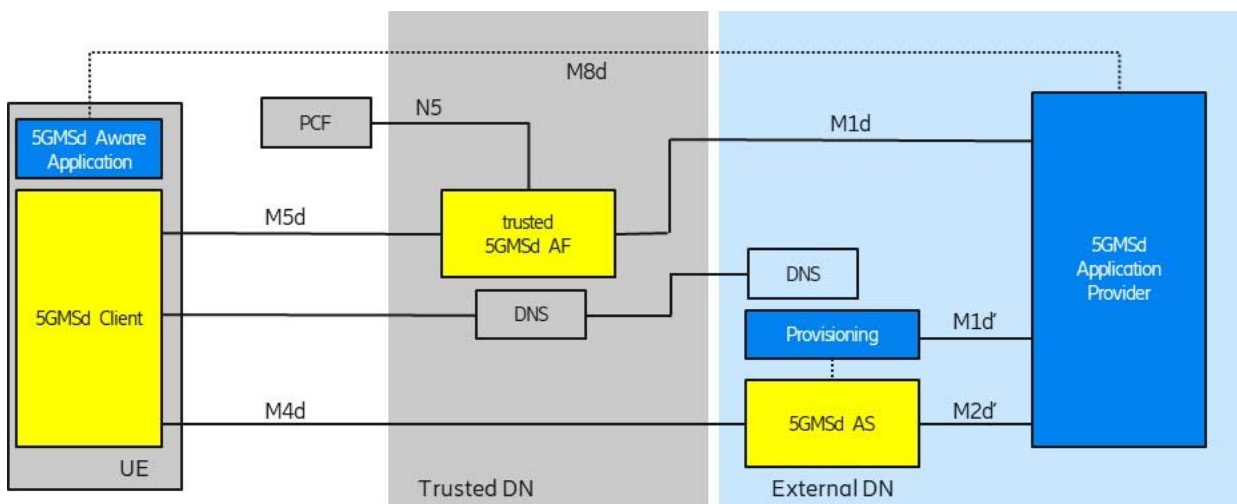 M8d
5GMSd Aware
Application
PCF
N5
M1d
M5d
trusted
5GMSd AF
5GMSd
Application
Provider
DNS
5GMSd Client
DNS
Provisioning
M1d'
M4d
5GMSd AS
M2d'
UE
Trusted DN
External DN